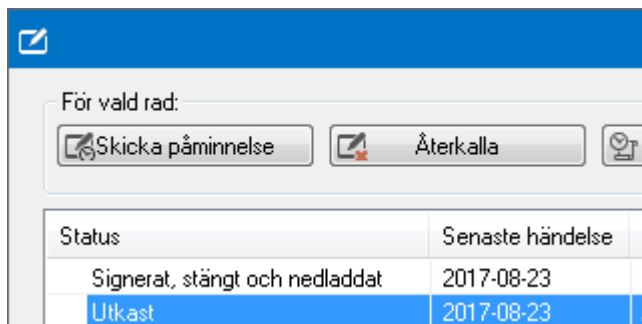 För vald rad:
Skicka påminnelse Återkalla
Status Senaste händelse
Signerat, stängt och nedladdat 2017-08-23
Utkast 2017-08-23